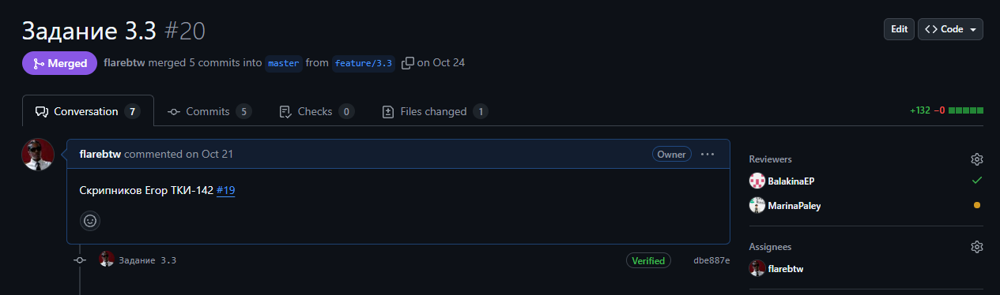 Задание 3.3 #20
Edit
Code
Merged
flarebtw merged 5 commits into master from feature/3.3 on Oct 24
Conversation 7
Commits 5
Checks 0
Files changed 1
+132 −0
flarebtw commented on Oct 21
Owner
Скрипников Егор ТКИ-142 #19
Задание 3.3
Verified
dbe887e
Reviewers
BalakinaEP
MarinaPaley
Assignees
flarebtw